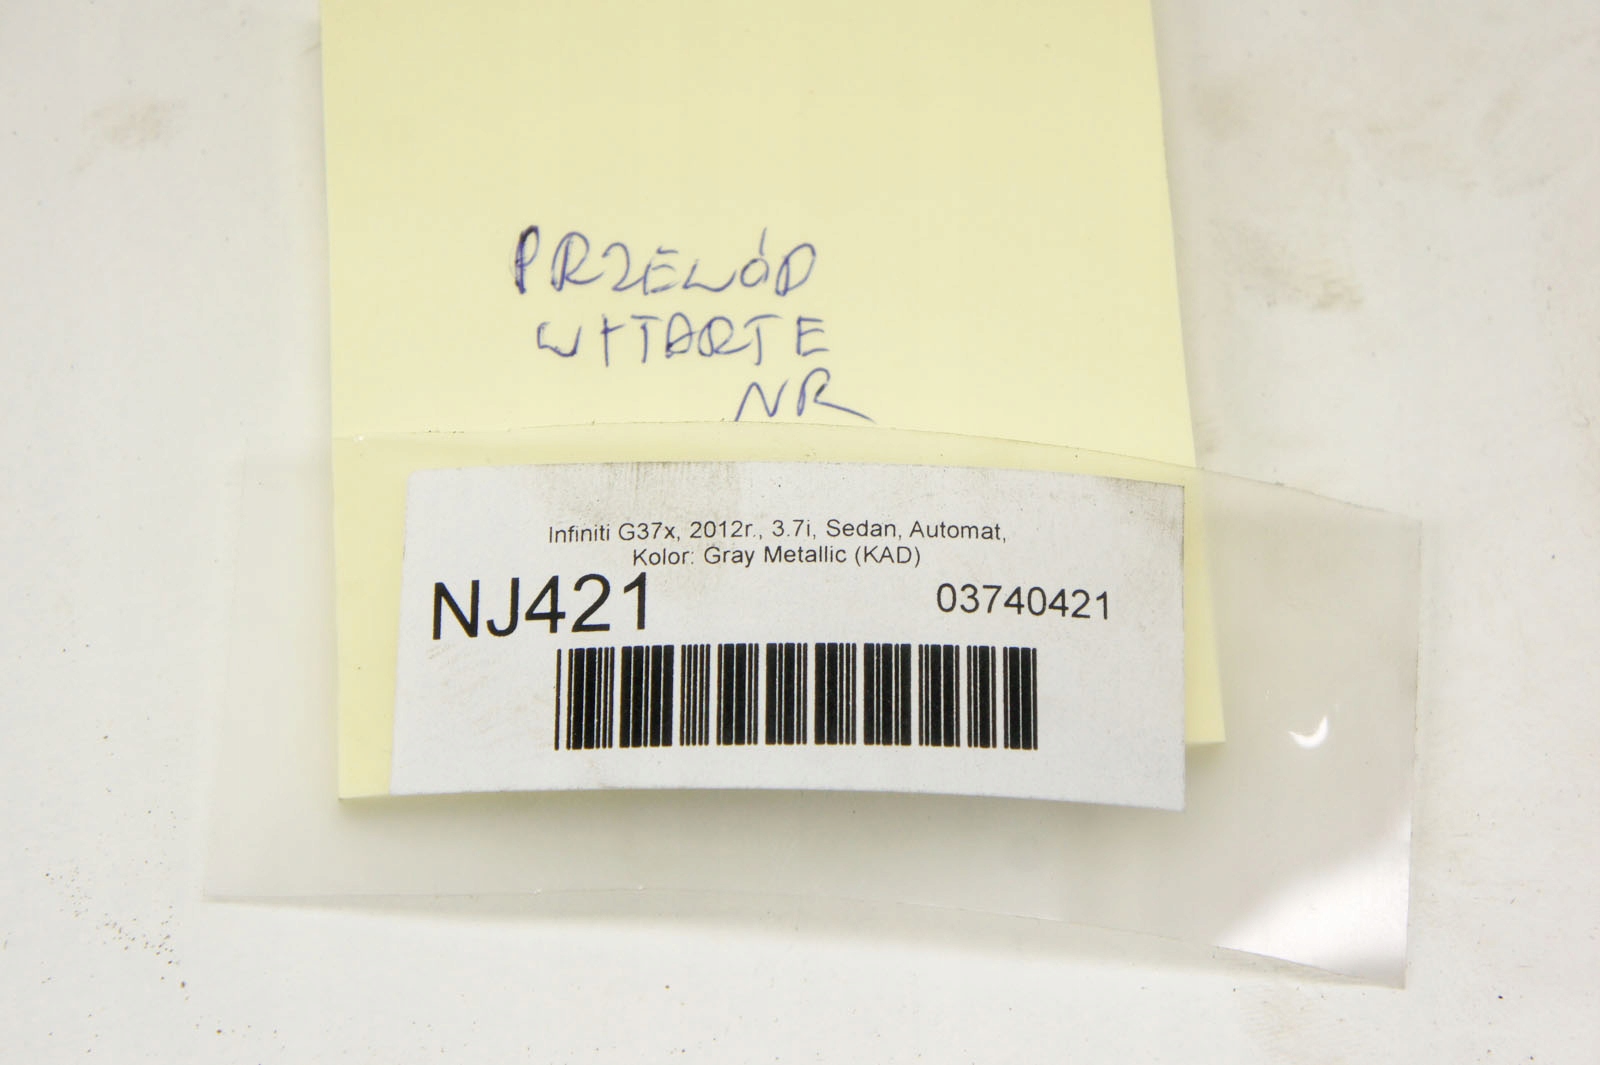 PRZEWÓD
WYTARTE
NR
Infiniti G37x, 2012r., 3.7i, Sedan, Automat,
Kolor: Gray Metallic (KAD)
NJ421
03740421